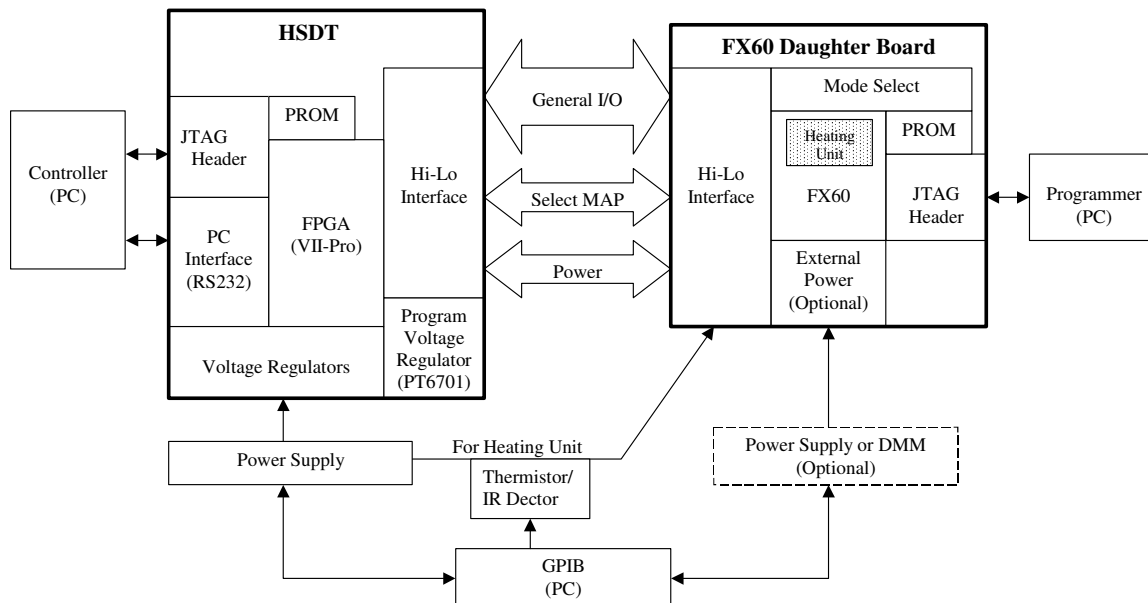 HSDT
FX60 Daughter Board
Controller
(PC)
JTAG
Header
PROM
PC
Interface
(RS232)
FPGA
(VII-Pro)
Hi-Lo
Interface
Voltage Regulators
Program
Voltage
Regulator
(PT6701)
General I/O
Select MAP
Power
Hi-Lo
Interface
Mode Select
Heating
Unit
FX60
PROM
JTAG
Header
External
Power
(Optional)
Programmer
(PC)
Power Supply
For Heating Unit
Thermistor/
IR Dector
Power Supply or DMM
(Optional)
GPIB
(PC)